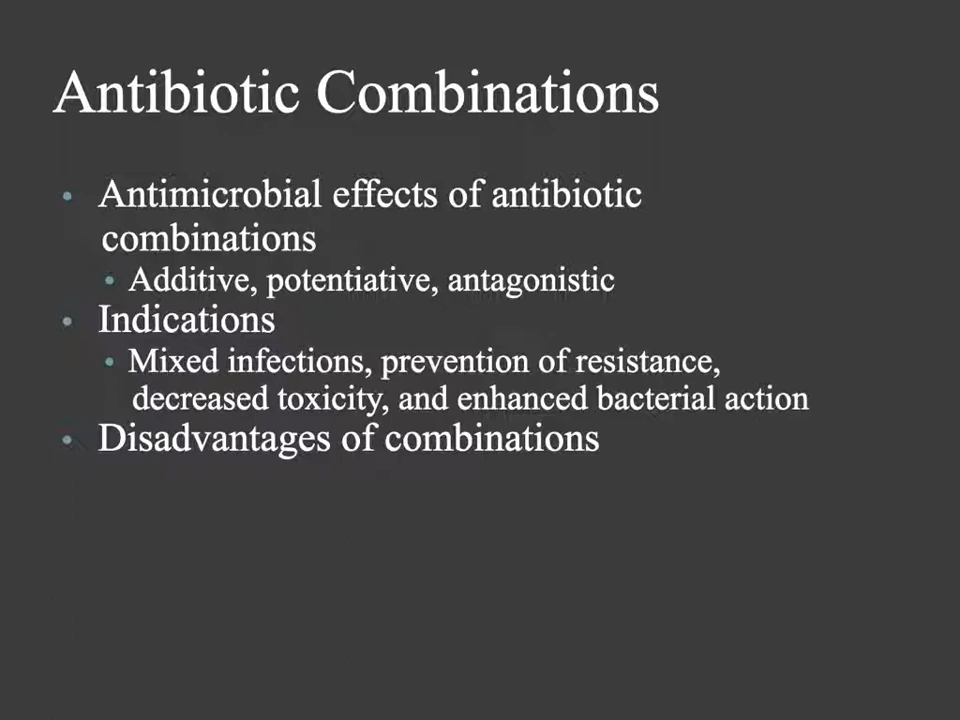 Antibiotic Combinations
• Antimicrobial effects of antibiotic
combinations
• Additive, potentiative, antagonistic
• Indications
• Mixed infections, prevention of resistance,
decreased toxicity, and enhanced bacterial action
• Disadvantages of combinations